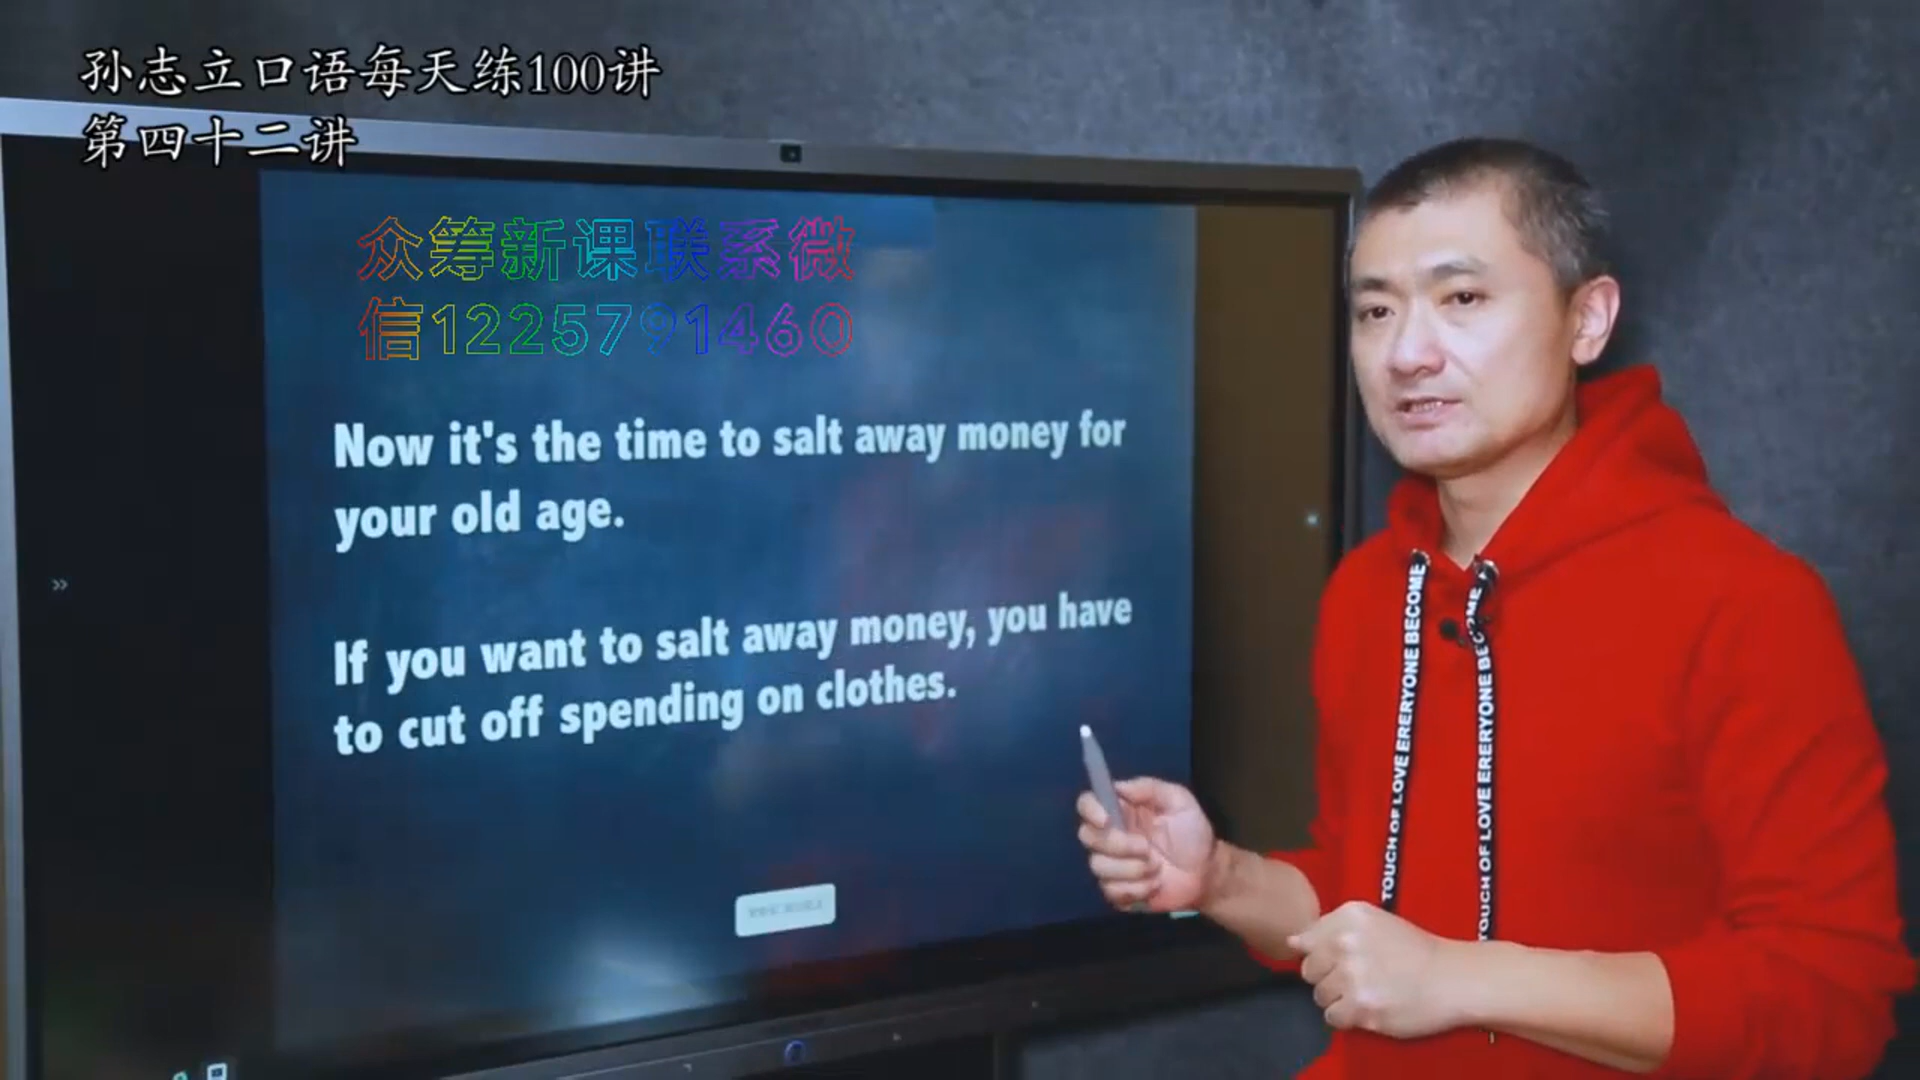 孙志立口语每天练100讲
第四十二讲
众筹新课联系微
信1225791460
Now it's the time to salt away money for
your old age.
If you want to salt away money, you have
to cut off spending on clothes.
TOUCH OF LOVE ERERYONE BECOME
TOUCH OF LOVE ERERYONE BECOME